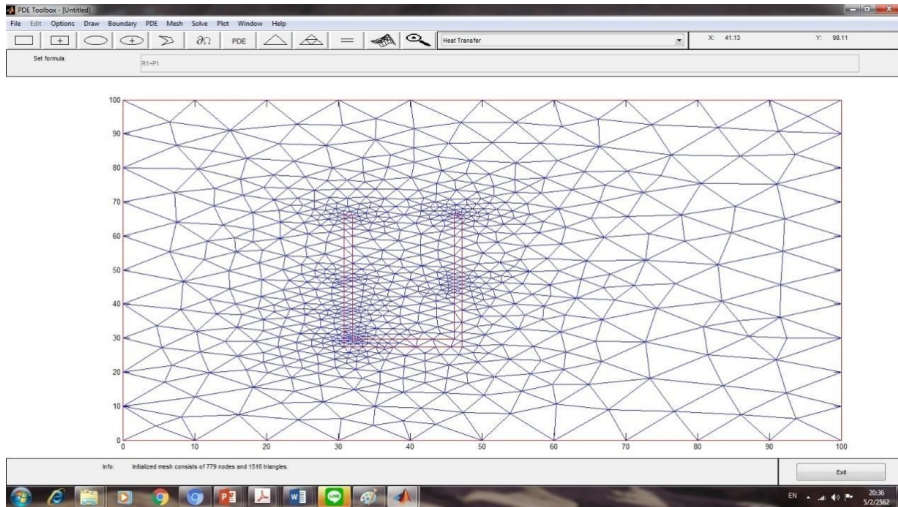 PDE Toolbox - [Untitled]
File Edit Options Draw Boundary PDE Mesh Solve Plot Window Help
∂Ω PDE = Heat Transfer X: 41.13 Y: 98.11
Set formula: R1+P1
100
90
80
70
60
50
40
30
20
10
0
0 10 20 30 40 50 60 70 80 90 100
Info: Initialized mesh consists of 779 nodes and 1516 triangles. Exit
EN 20:36
5/2/2562